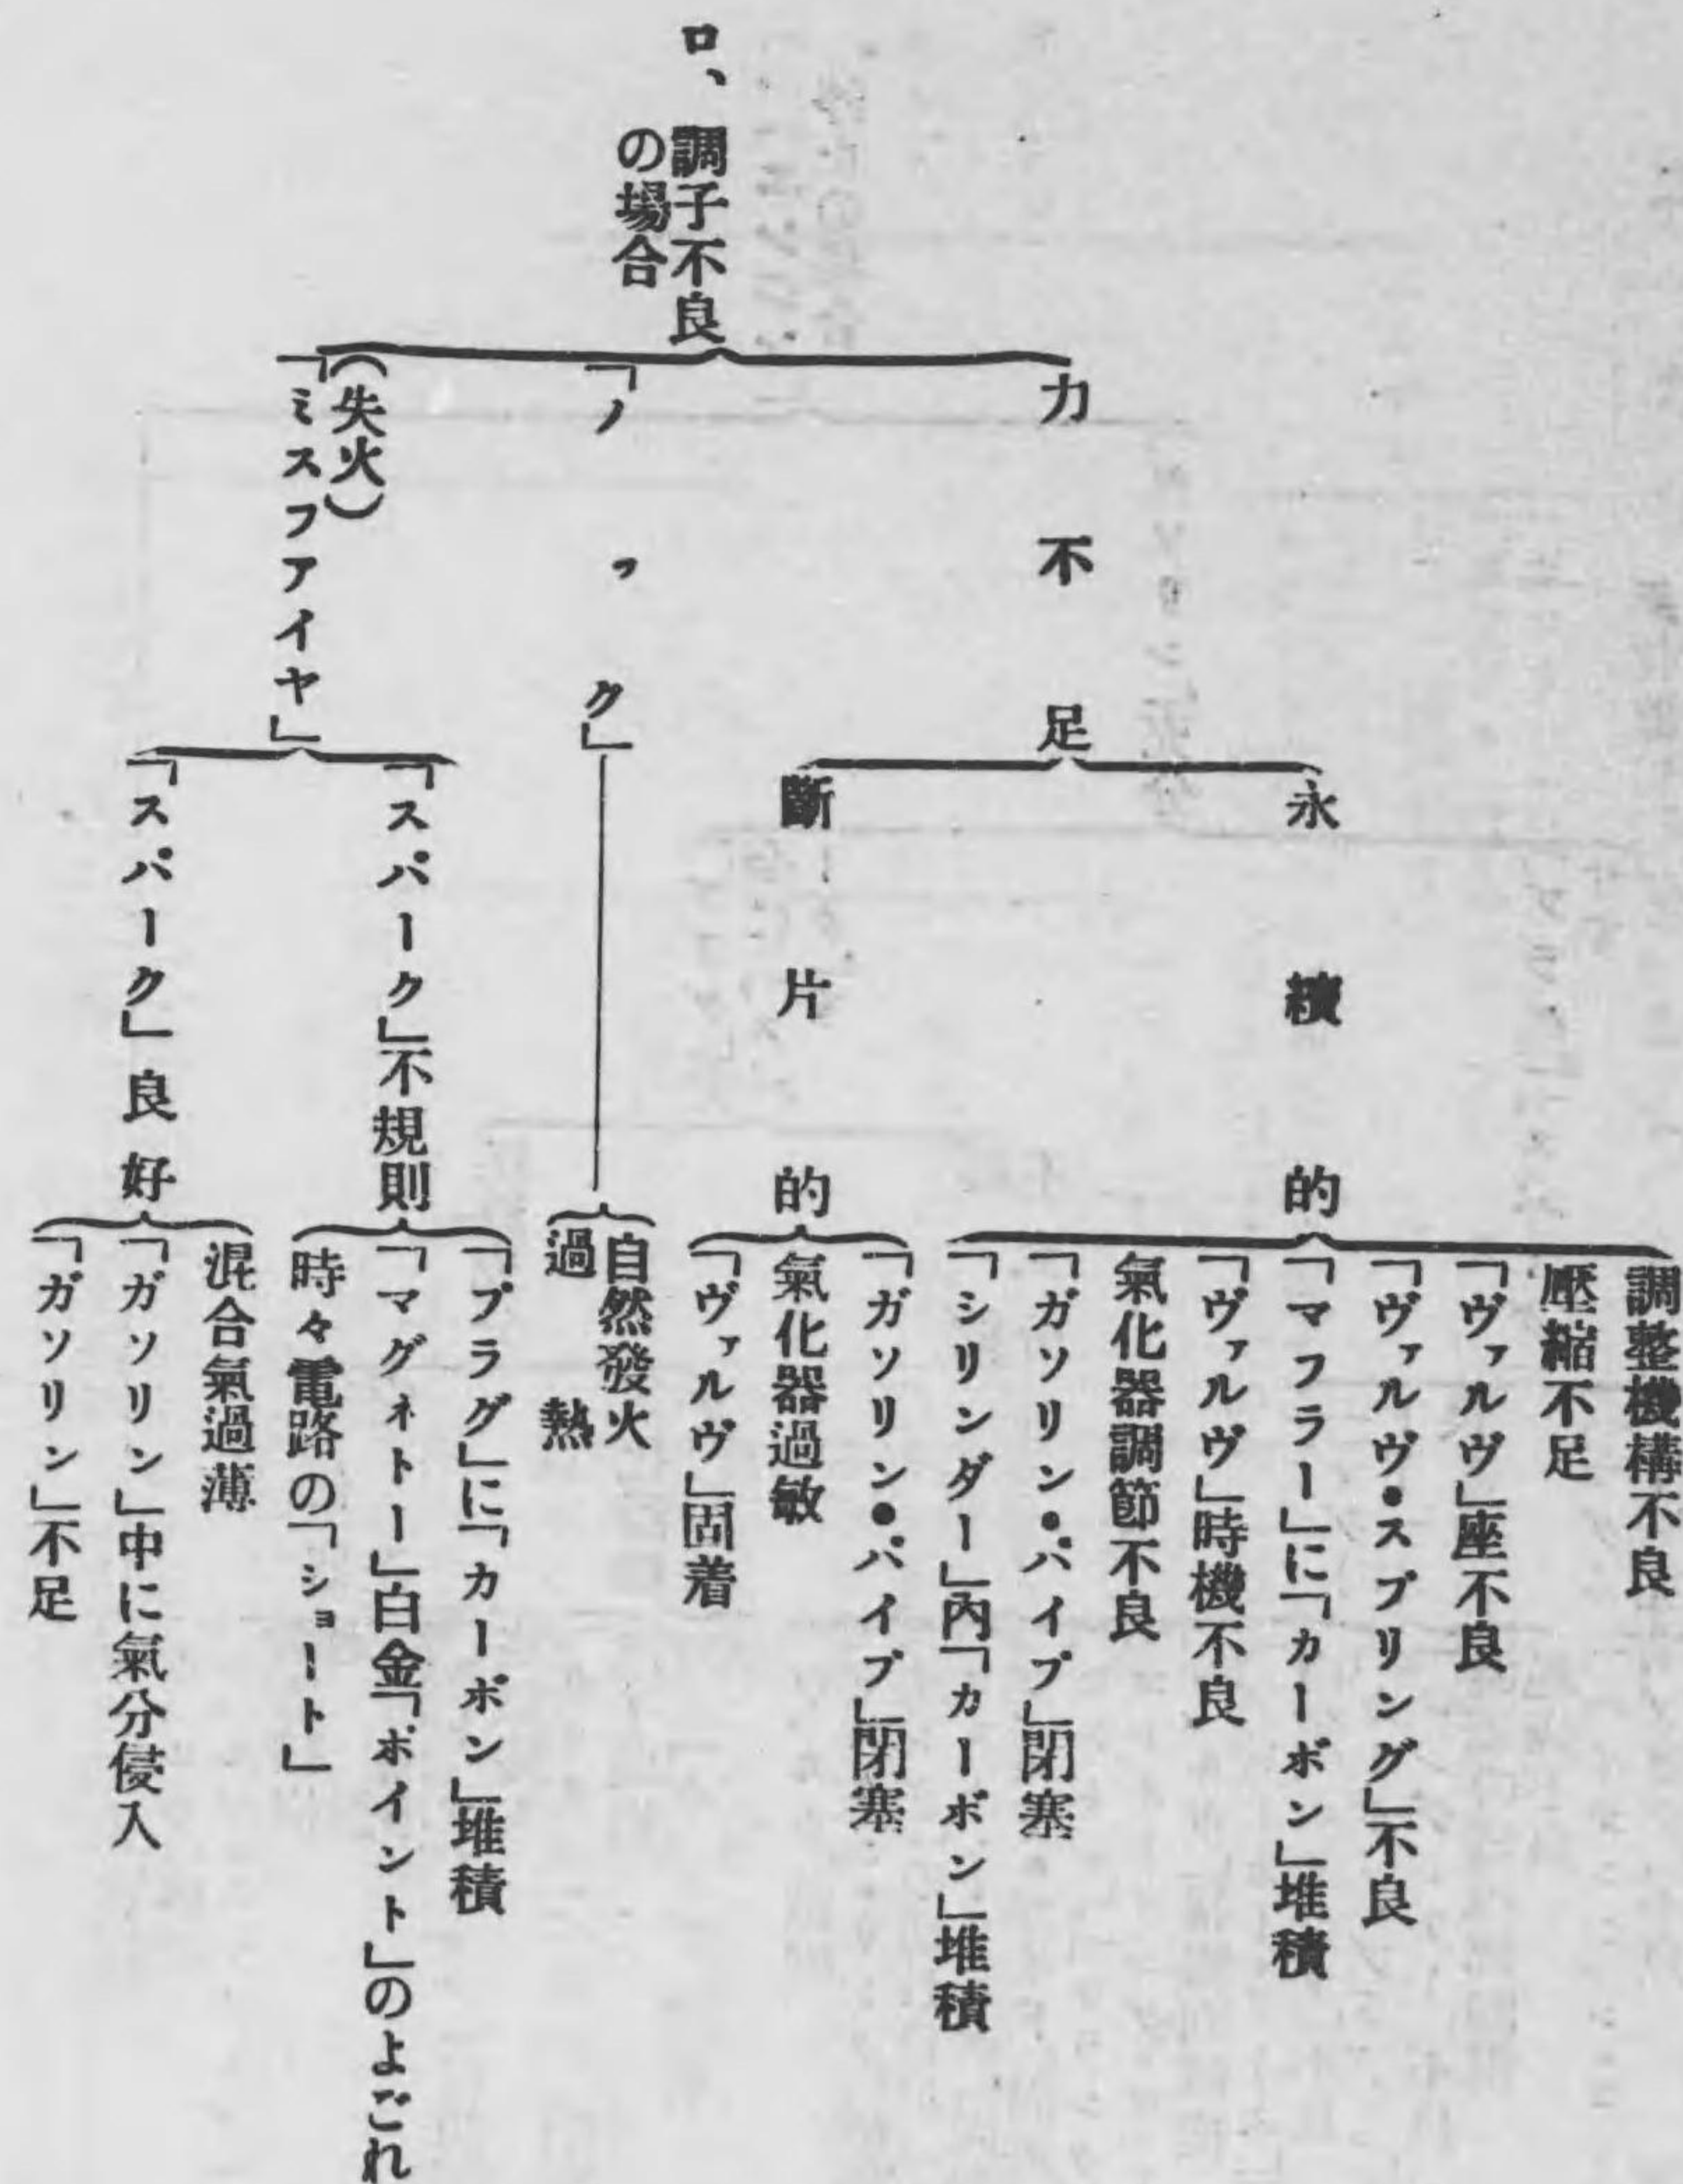 ロ、調子不良
の場合
力不足
永續的
調整機構不良
壓縮不足
「ヴァルヴ」座不良
「ヴァルヴ・スプリング」不良
「マフラー」に「カーボン」堆積
「ヴァルヴ」時機不良
氣化器調節不良
「ガソリン・パイプ」閉塞
「シリンダー」內「カーボン」堆積
斷片的
「ガソリン・パイプ」閉塞
氣化器過敏
「ヴァルヴ」固着
「ノック」
自然發火
過熱
(失火)
「ミスファイヤ」
「スパーク」不規則
「プラグ」に「カーボン」堆積
「マグネトー」白金「ポイント」のよごれ
時々電路の「ショート」
「スパーク」良好
混合氣過薄
「ガソリン」中に氣分侵入
「ガソリン」不足